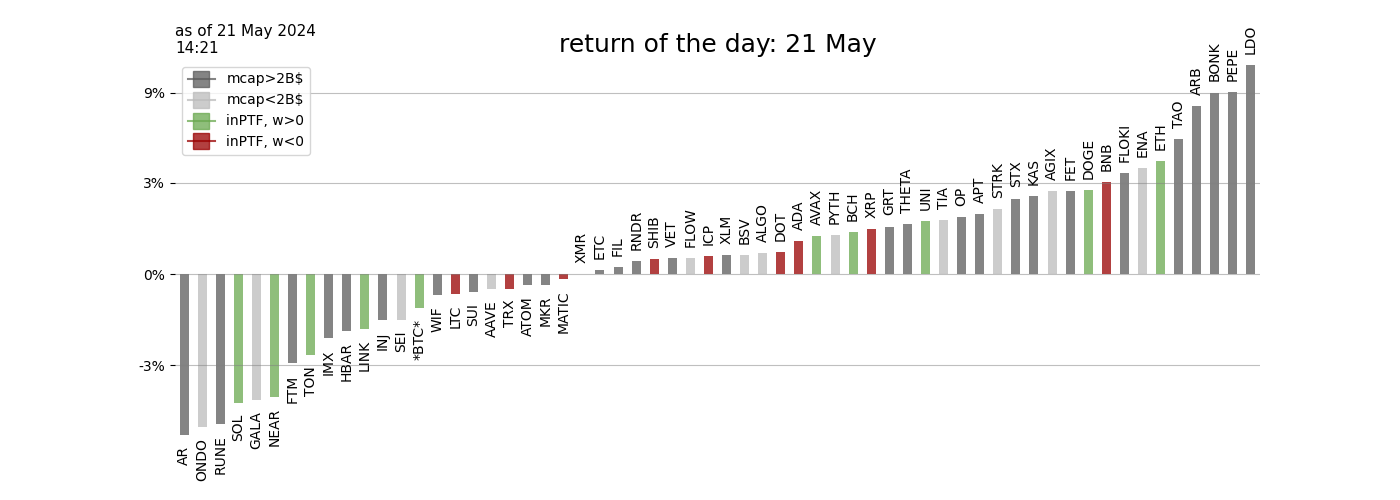 as of 21 May 2024
14:21
return of the day: 21 May
mcap>2B$
mcap<2B$
inPTF, w>0
inPTF, w<0
9%
3%
0%
-3%
AR
ONDO
RUNE
SOL
GALA
NEAR
FTM
TON
IMX
HBAR
LINK
INJ
SEI
*BTC*
WIF
LTC
SUI
AAVE
TRX
ATOM
MKR
MATIC
XMR
ETC
FIL
RNDR
SHIB
VET
FLOW
ICP
XLM
BSV
ALGO
DOT
ADA
AVAX
PYTH
BCH
XRP
GRT
THETA
UNI
TIA
OP
APT
STRK
STX
KAS
AGIX
FET
DOGE
BNB
FLOKI
ENA
ETH
TAO
ARB
BONK
PEPE
LDO